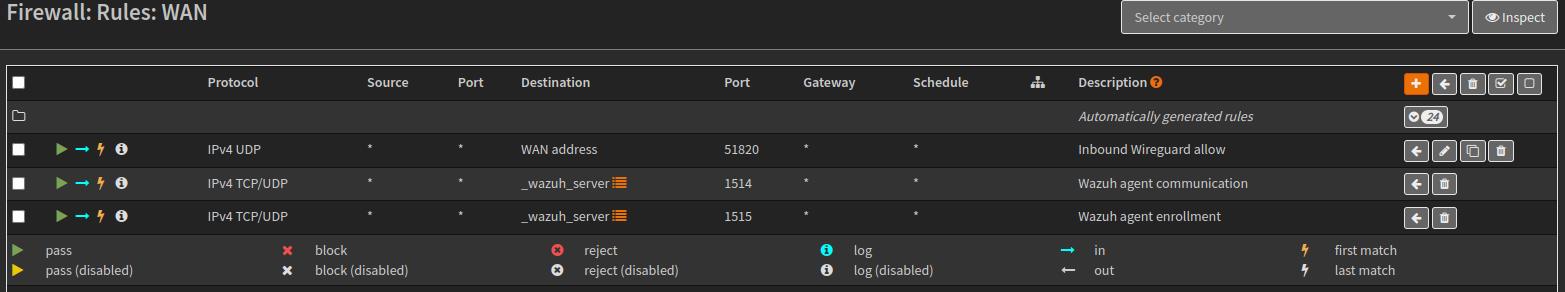 Firewall: Rules: WAN
Select category
Inspect
Protocol Source Port Destination Port Gateway Schedule Description
Automatically generated rules 24
IPv4 UDP * * WAN address 51820 * * Inbound Wireguard allow
IPv4 TCP/UDP * * _wazuh_server 1514 * * Wazuh agent communication
IPv4 TCP/UDP * * _wazuh_server 1515 * * Wazuh agent enrollment
pass block reject log in first match
pass (disabled) block (disabled) reject (disabled) log (disabled) out last match